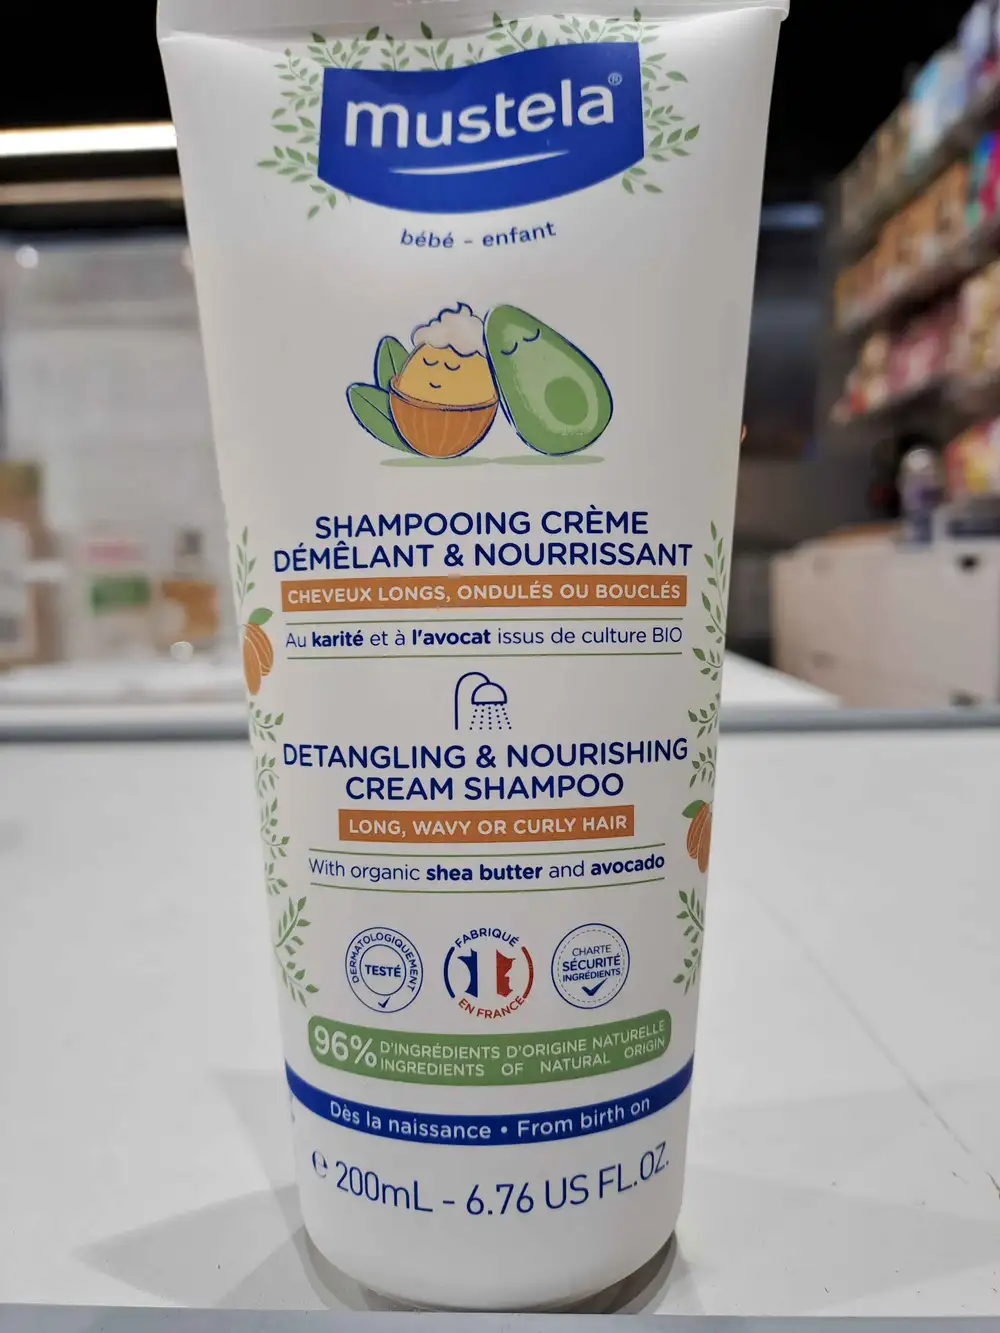 mustela®
bébé - enfant
SHAMPOOING CRÈME
DÉMÊLANT & NOURRISSANT
CHEVEUX LONGS, ONDULÉS OU BOUCLÉS
Au karité et à l'avocat issus de culture BIO
DETANGLING & NOURISHING
CREAM SHAMPOO
LONG, WAVY OR CURLY HAIR
With organic shea butter and avocado
DERMATOLOGIQUEMENT
TESTÉ
FABRIQUÉ
EN FRANCE
CHARTE
SÉCURITÉ
INGRÉDIENTS
96% D'INGRÉDIENTS D'ORIGINE NATURELLE
INGREDIENTS OF NATURAL ORIGIN
Dès la naissance • From birth on
℮ 200mL - 6.76 US FL.OZ.